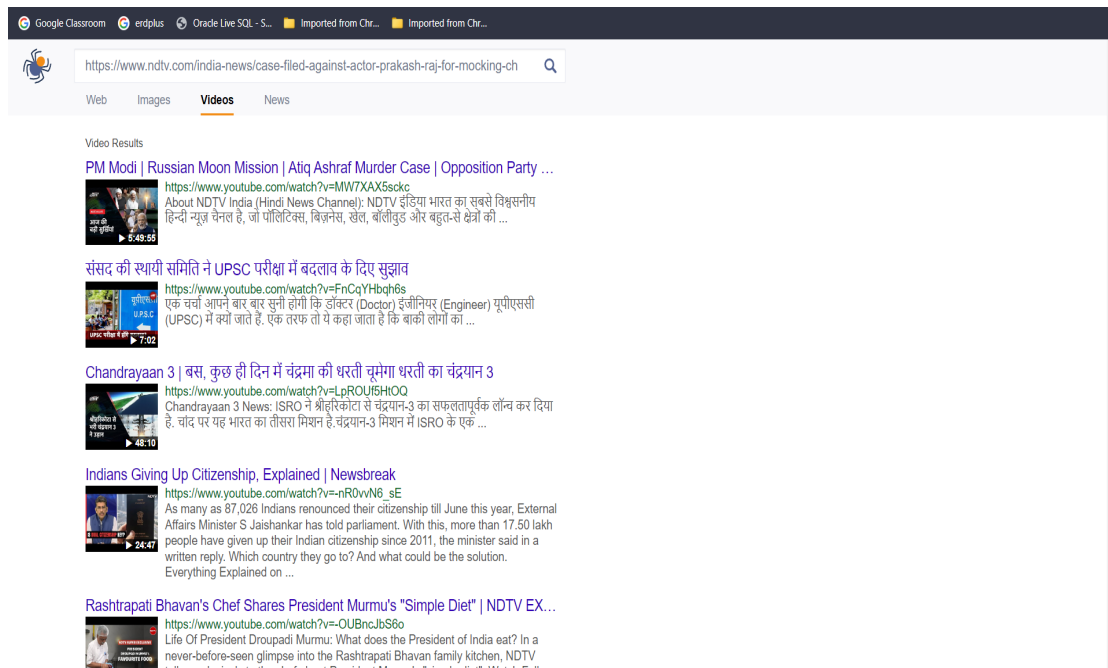 Google Classroom erdplus Oracle Live SQL - S... Imported from Chr... Imported from Chr...
https://www.ndtv.com/india-news/case-filed-against-actor-prakash-raj-for-mocking-ch
Web Images Videos News
Video Results
PM Modi | Russian Moon Mission | Atiq Ashraf Murder Case | Opposition Party ...
https://www.youtube.com/watch?v=MW7XAX5sckc
About NDTV India (Hindi News Channel): NDTV इंडिया भारत का सबसे विश्वसनीय
हिन्दी न्यूज़ चैनल है, जो पॉलिटिक्स, बिज़नेस, खेल, बॉलीवुड और बहुत-से क्षेत्रों की ...
आज की
बड़ी सुर्खियां
5:49:55
संसद की स्थायी समिति ने UPSC परीक्षा में बदलाव के दिए सुझाव
https://www.youtube.com/watch?v=FnCqYHbqh6s
एक चर्चा आपने बार बार सुनी होगी कि डॉक्टर (Doctor) इंजीनियर (Engineer) यूपीएससी
(UPSC) में क्यों जाते हैं. एक तरफ तो ये कहा जाता है कि बाकी लोगों का ...
U.P.S.C
7:02
Chandrayaan 3 | बस, कुछ ही दिन में चंद्रमा की धरती चूमेगा धरती का चंद्रयान 3
https://www.youtube.com/watch?v=LpROUf5HtOQ
Chandrayaan 3 News: ISRO ने श्रीहरिकोटा से चंद्रयान-3 का सफलतापूर्वक लॉन्च कर दिया
है. चांद पर यह भारत का तीसरा मिशन है.चंद्रयान-3 मिशन में ISRO के एक ...
श्रीहरिकोटा से
भरी चंद्रयान 3
ने उड़ान
48:10
Indians Giving Up Citizenship, Explained | Newsbreak
https://www.youtube.com/watch?v=-nR0vvN6_sE
As many as 87,026 Indians renounced their citizenship till June this year, External
Affairs Minister S Jaishankar has told parliament. With this, more than 17.50 lakh
people have given up their Indian citizenship since 2011, the minister said in a
written reply. Which country they go to? And what could be the solution.
Everything Explained on ...
24:47
Rashtrapati Bhavan's Chef Shares President Murmu's "Simple Diet" | NDTV EX...
https://www.youtube.com/watch?v=-OUBncJbS6o
Life Of President Droupadi Murmu: What does the President of India eat? In a
never-before-seen glimpse into the Rashtrapati Bhavan family kitchen, NDTV
FAVOURITE FOOD